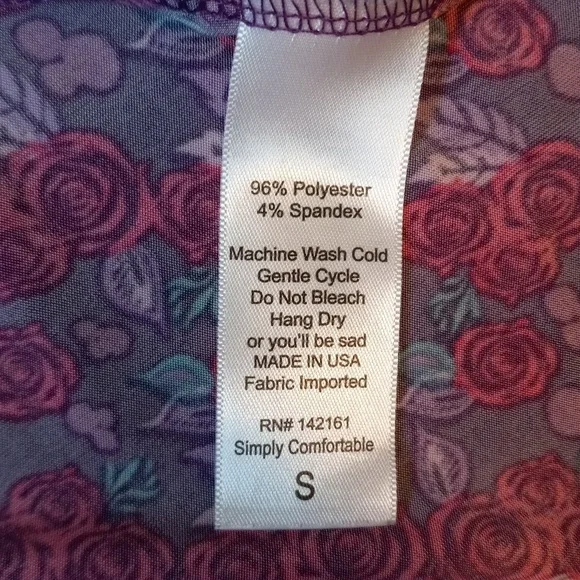 96% Polyester
4% Spandex
Machine Wash Cold
Gentle Cycle
Do Not Bleach
Hang Dry
or you'll be sad
MADE IN USA
Fabric Imported
RN# 142161
Simply Comfortable
S